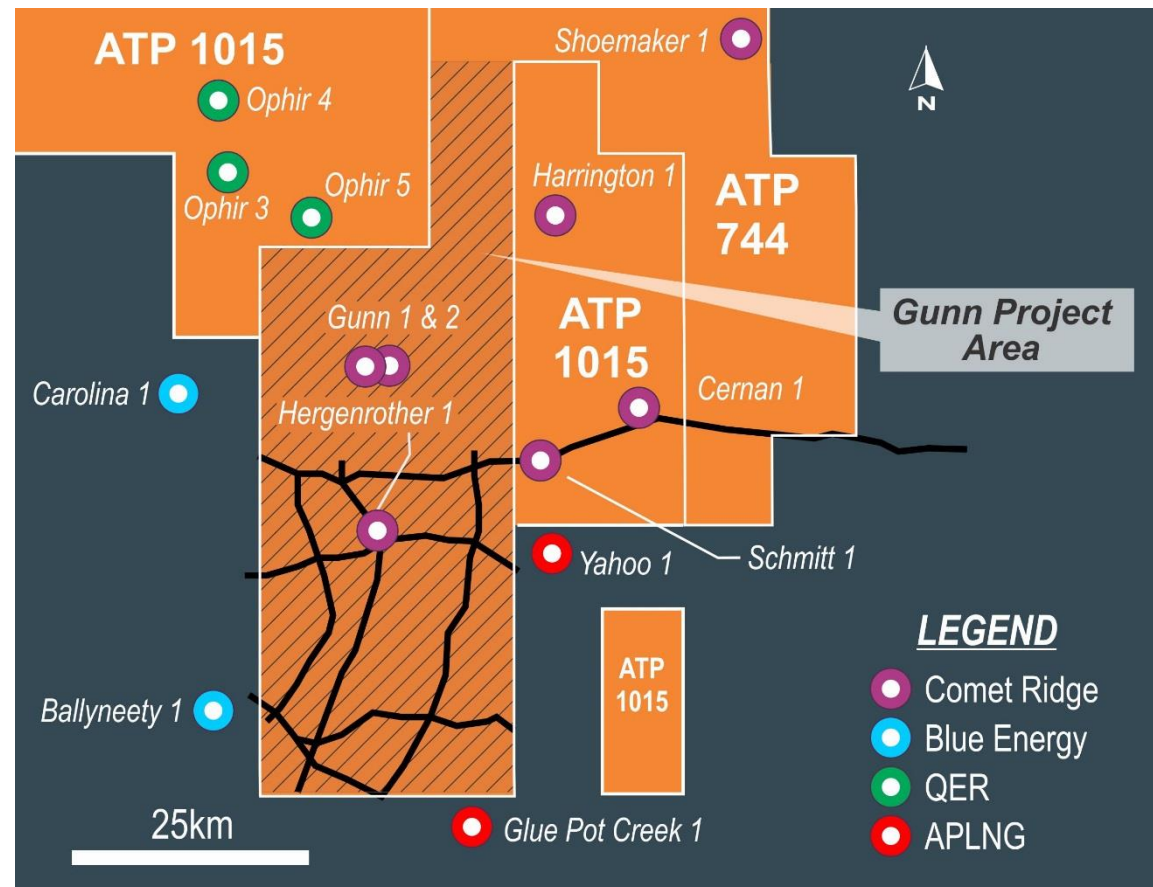 Shoemaker 1
ATP 1015
Ophir 4
N
Harrington 1
Ophir 5
Ophir 3
ATP
744
Gunn 1 & 2
ATP
1015
Gunn Project
Area
Carolina 1
Hergenrother 1
Cernan 1
Yahoo 1
Schmitt 1
ATP
1015
Ballyneety 1
Glue Pot Creek 1
25km
LEGEND
Comet Ridge
Blue Energy
QER
APLNG